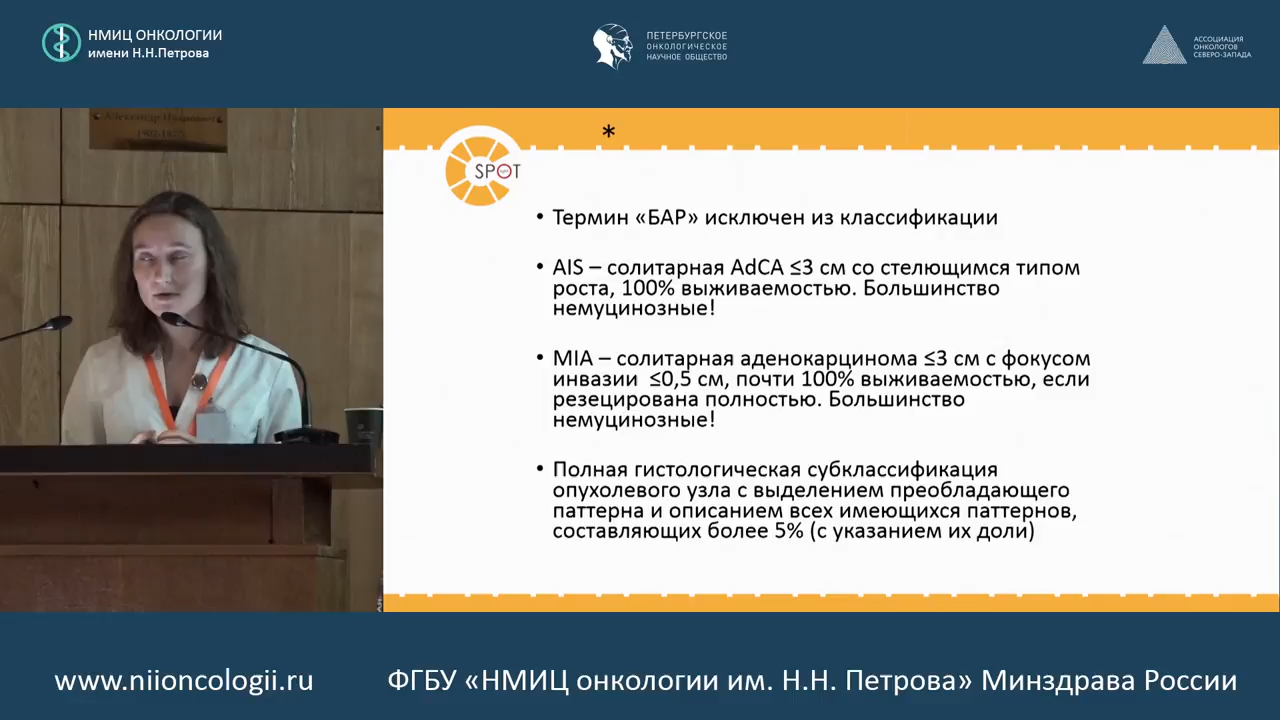 НМИЦ ОНКОЛОГИИ
имени Н.Н.Петрова
ПЕТЕРБУРГСКОЕ
ОНКОЛОГИЧЕСКОЕ
НАУЧНОЕ ОБЩЕСТВО
АССОЦИАЦИЯ
ОНКОЛОГОВ
СЕВЕРО-ЗАПАДА
*
SPOT
• Термин «БАР» исключен из классификации
• AIS – солитарная AdCA ≤3 см со стелющимся типом
роста, 100% выживаемостью. Большинство
немуцинозные!
• MIA – солитарная аденокарцинома ≤3 см с фокусом
инвазии ≤0,5 см, почти 100% выживаемостью, если
резецирована полностью. Большинство
немуцинозные!
• Полная гистологическая субклассификация
опухолевого узла с выделением преобладающего
паттерна и описанием всех имеющихся паттернов,
составляющих более 5% (с указанием их доли)
www.niioncologii.ru
ФГБУ «НМИЦ онкологии им. Н.Н. Петрова» Минздрава России